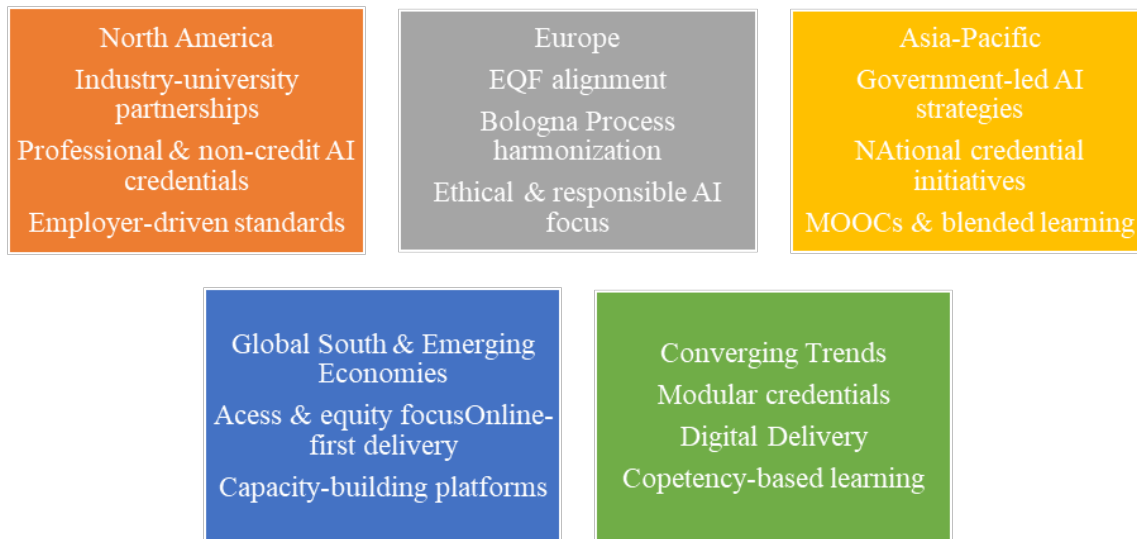 North America
Industry-university
partnerships
Professional & non-credit AI
credentials
Employer-driven standards
Europe
EQF alignment
Bologna Process
harmonization
Ethical & responsible AI
focus
Asia-Pacific
Government-led AI
strategies
NAtional credential
initiatives
MOOCs & blended learning
Global South & Emerging
Economies
Acess & equity focusOnline-
first delivery
Capacity-building platforms
Converging Trends
Modular credentials
Digital Delivery
Copetency-based learning